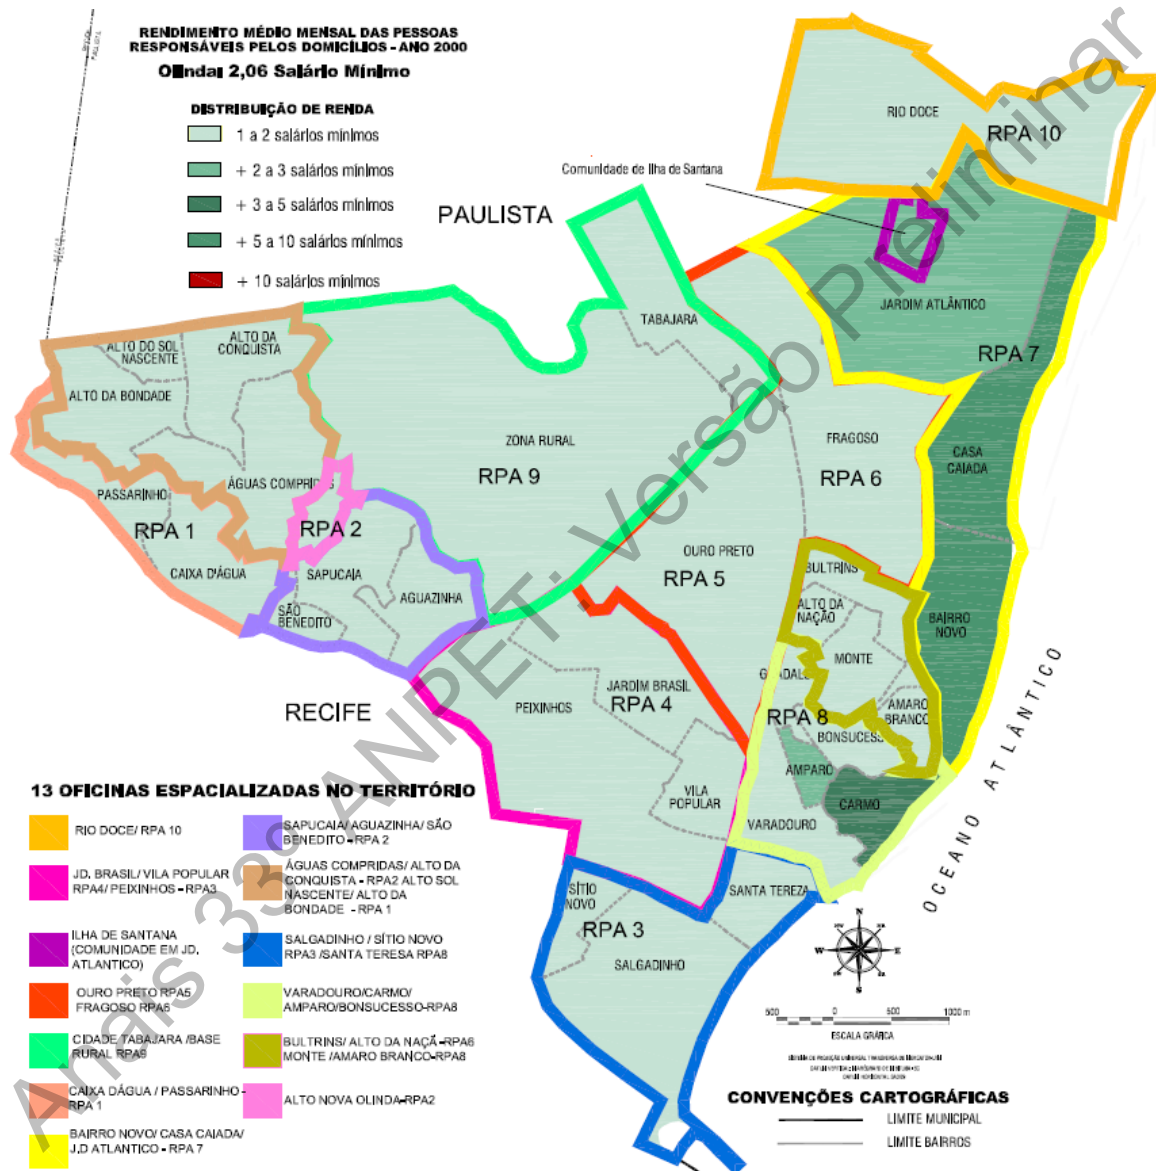 RENDIMENTO MÉDIO MENSAL DAS PESSOAS
RESPONSÁVEIS PELOS DOMICÍLIOS - ANO 2000
Olinda: 2,06 Salário Mínimo
DISTRIBUIÇÃO DE RENDA
1 a 2 salários mínimos
+ 2 a 3 salários mínimos
+ 3 a 5 salários mínimos
+ 5 a 10 salários mínimos
+ 10 salários mínimos
Comunidade de Ilha de Santana
RIO DOCE
RPA 10
PAULISTA
JARDIM ATLÂNTICO
RPA 7
TABAJARA
ALTO DO SOL
NASCENTE
ALTO DA
CONQUISTA
ALTO DA BONDADE
ZONA RURAL
RPA 9
FRAGOSO
RPA 6
CASA
CAIADA
PASSARINHO
ÁGUAS COMPRIDAS
RPA 1
RPA 2
CAIXA D'ÁGUA
SAPUCAIA
AGUAZINHA
SÃO
BENEDITO
OURO PRETO
RPA 5
BULTRINS
ALTO DA
NAÇÃO
MONTE
BAIRRO
NOVO
GUADALU
RPA 8
AMARO
BRANCO
BONSUCESS
PEIXINHOS
JARDIM BRASIL
RPA 4
RECIFE
AMPARO
CARMO
VILA
POPULAR
VARADOURO
OCEANO ATLÂNTICO
SÍTIO
NOVO
SANTA TEREZA
RPA 3
SALGADINHO
13 OFICINAS ESPACIALIZADAS NO TERRITÓRIO
RIO DOCE/ RPA 10
JD. BRASIL/ VILA POPULAR
RPA4/ PEIXINHOS - RPA3
ILHA DE SANTANA
(COMUNIDADE EM JD.
ATLANTICO)
OURO PRETO RPA5
FRAGOSO RPA6
CIDADE TABAJARA /BASE
RURAL RPA9
CAIXA DÁGUA / PASSARINHO -
RPA 1
BAIRRO NOVO/ CASA CAIADA/
J.D ATLANTICO - RPA 7
SAPUCAIA/ AGUAZINHA/ SÃO
BENEDITO - RPA 2
ÁGUAS COMPRIDAS/ ALTO DA
CONQUISTA - RPA2 ALTO SOL
NASCENTE/ ALTO DA
BONDADE - RPA 1
SALGADINHO / SÍTIO NOVO
RPA3 /SANTA TERESA RPA8
VARADOURO/CARMO/
AMPARO/BONSUCESSO-RPA8
BULTRINS/ ALTO DA NAÇÃ -RPA6
MONTE /AMARO BRANCO-RPA8
ALTO NOVA OLINDA-RPA2
N
W
E
S
500
0
500
1000 m
ESCALA GRÁFICA
CONVENÇÕES CARTOGRÁFICAS
LIMITE MUNICIPAL
LIMITE BAIRROS
Anais 33º ANPET: Versão Preliminar